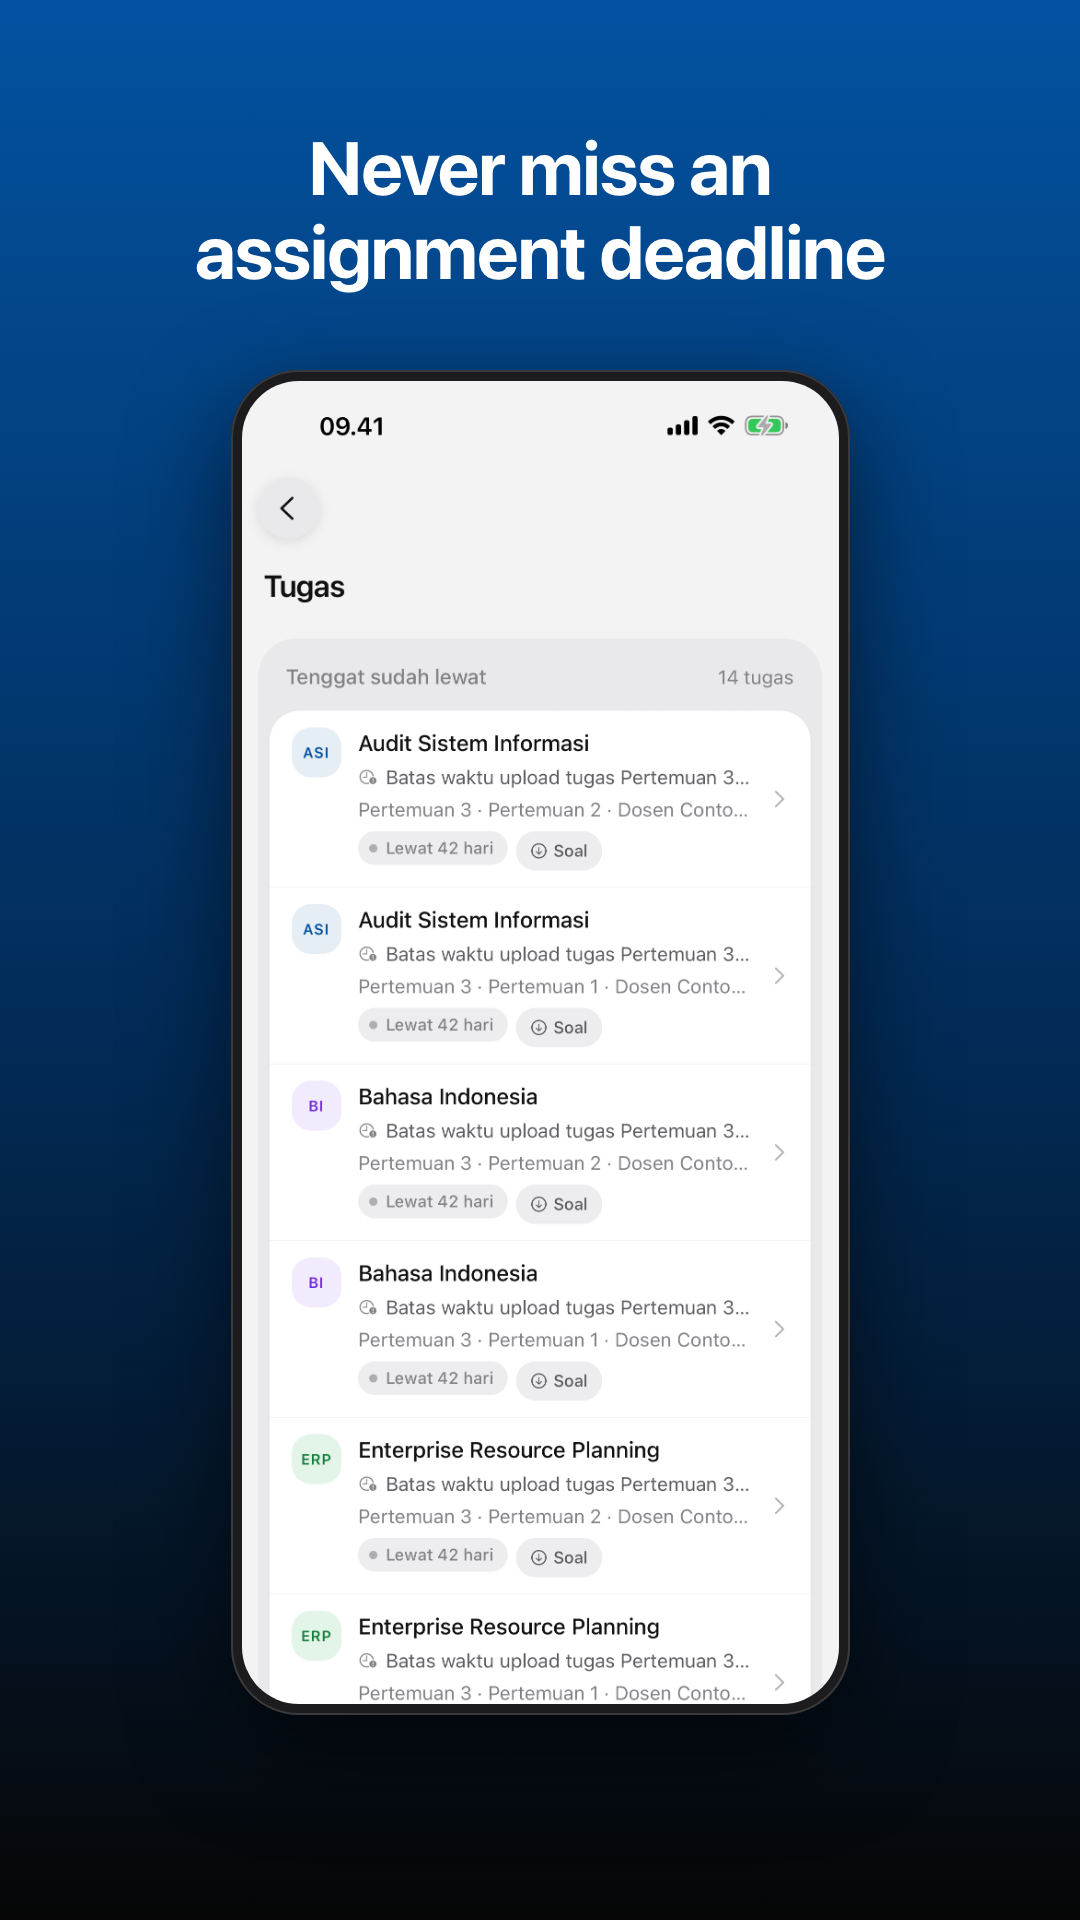 Never miss an
assignment deadline
09.41
Tugas
Tenggat sudah lewat
14 tugas
ASI
Audit Sistem Informasi
Batas waktu upload tugas Pertemuan 3...
Pertemuan 3 · Pertemuan 2 · Dosen Conto...
Lewat 42 hari
Soal
ASI
Audit Sistem Informasi
Batas waktu upload tugas Pertemuan 3...
Pertemuan 3 · Pertemuan 1 · Dosen Conto...
Lewat 42 hari
Soal
BI
Bahasa Indonesia
Batas waktu upload tugas Pertemuan 3...
Pertemuan 3 · Pertemuan 2 · Dosen Conto...
Lewat 42 hari
Soal
BI
Bahasa Indonesia
Batas waktu upload tugas Pertemuan 3...
Pertemuan 3 · Pertemuan 1 · Dosen Conto...
Lewat 42 hari
Soal
ERP
Enterprise Resource Planning
Batas waktu upload tugas Pertemuan 3...
Pertemuan 3 · Pertemuan 2 · Dosen Conto...
Lewat 42 hari
Soal
ERP
Enterprise Resource Planning
Batas waktu upload tugas Pertemuan 3...
Pertemuan 3 · Pertemuan 1 · Dosen Conto...